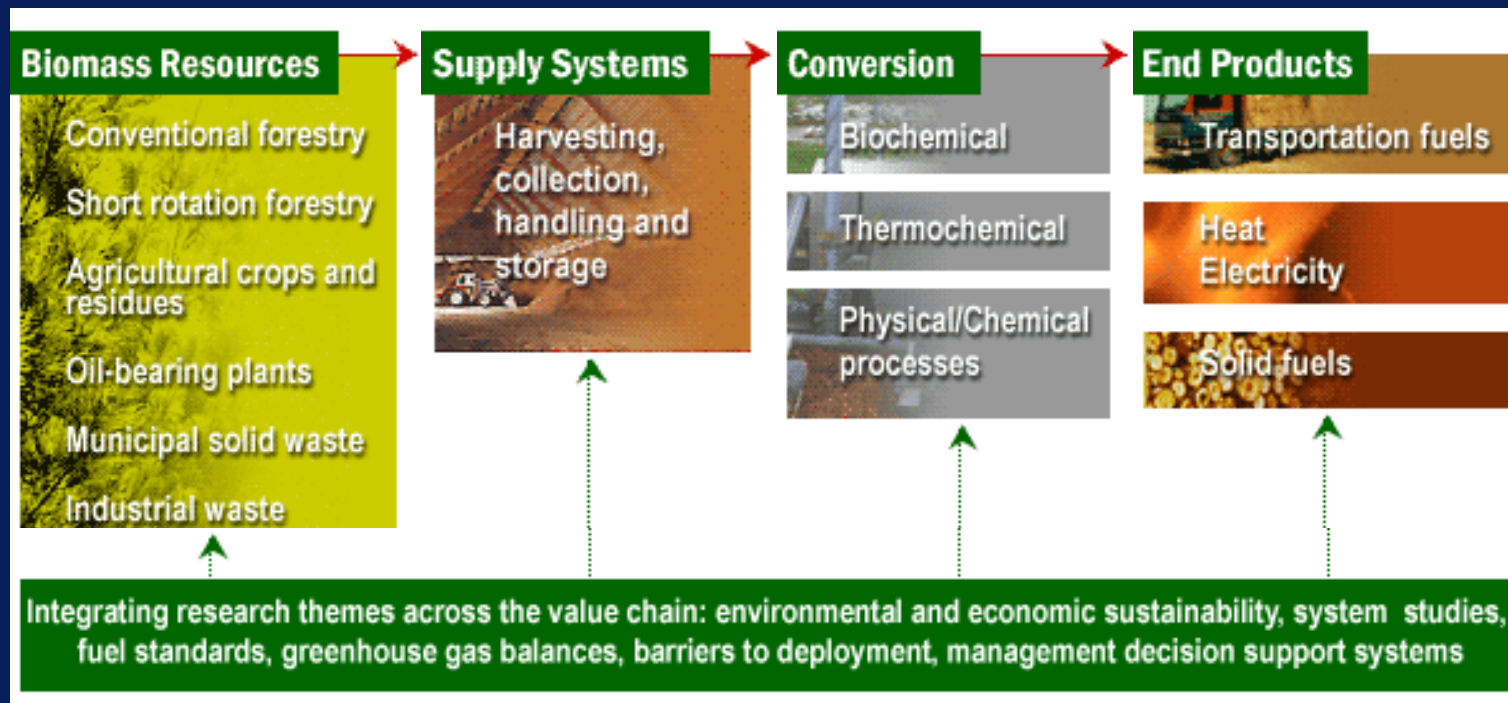 Biomass Resources
Conventional forestry
Short rotation forestry
Agricultural crops and
residues
Oil-bearing plants
Municipal solid waste
Industrial waste
Supply Systems
Harvesting,
collection,
handling and
storage
Conversion
Biochemical
Thermochemical
Physical/Chemical
processes
End Products
Transportation fuels
Heat
Electricity
Solid fuels
Integrating research themes across the value chain: environmental and economic sustainability, system studies,
fuel standards, greenhouse gas balances, barriers to deployment, management decision support systems